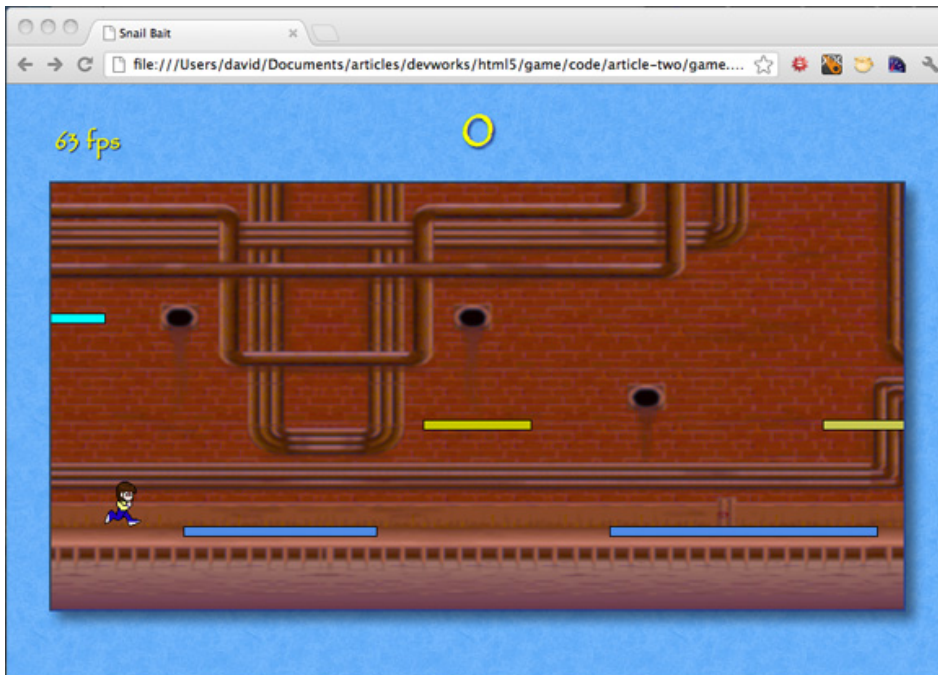 Snail Bait
file:///Users/david/Documents/articles/devworks/html5/game/code/article-two/game....
63 fps
0